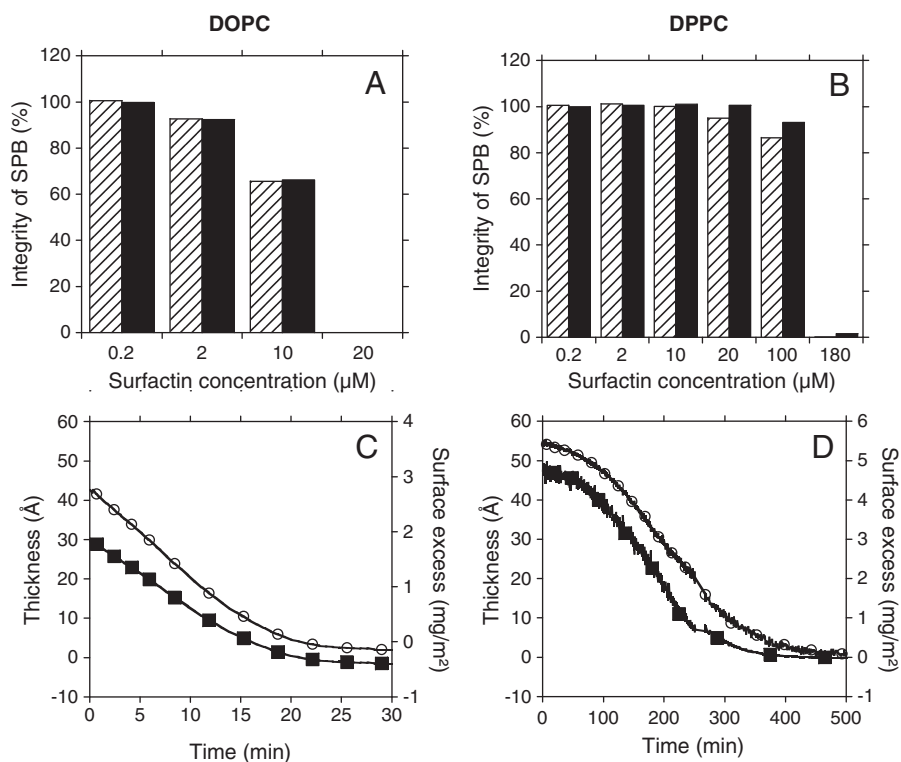 DOPC
DPPC
A
Integrity of SPB (%)
120
100
80
60
40
20
0
0.2 2 10 20
Surfactin concentration (µM)
B
Integrity of SPB (%)
120
100
80
60
40
20
0
0.2 2 10 20 100 180
Surfactin concentration (µM)
C
Thickness (Å)
60
50
40
30
20
10
0
-10
0 5 10 15 20 25 30
Time (min)
4
3
2
1
0
-1
Surface excess (mg/m²)
D
Thickness (Å)
60
50
40
30
20
10
0
-10
0 100 200 300 400 500
Time (min)
6
5
4
3
2
1
0
-1
Surface excess (mg/m²)